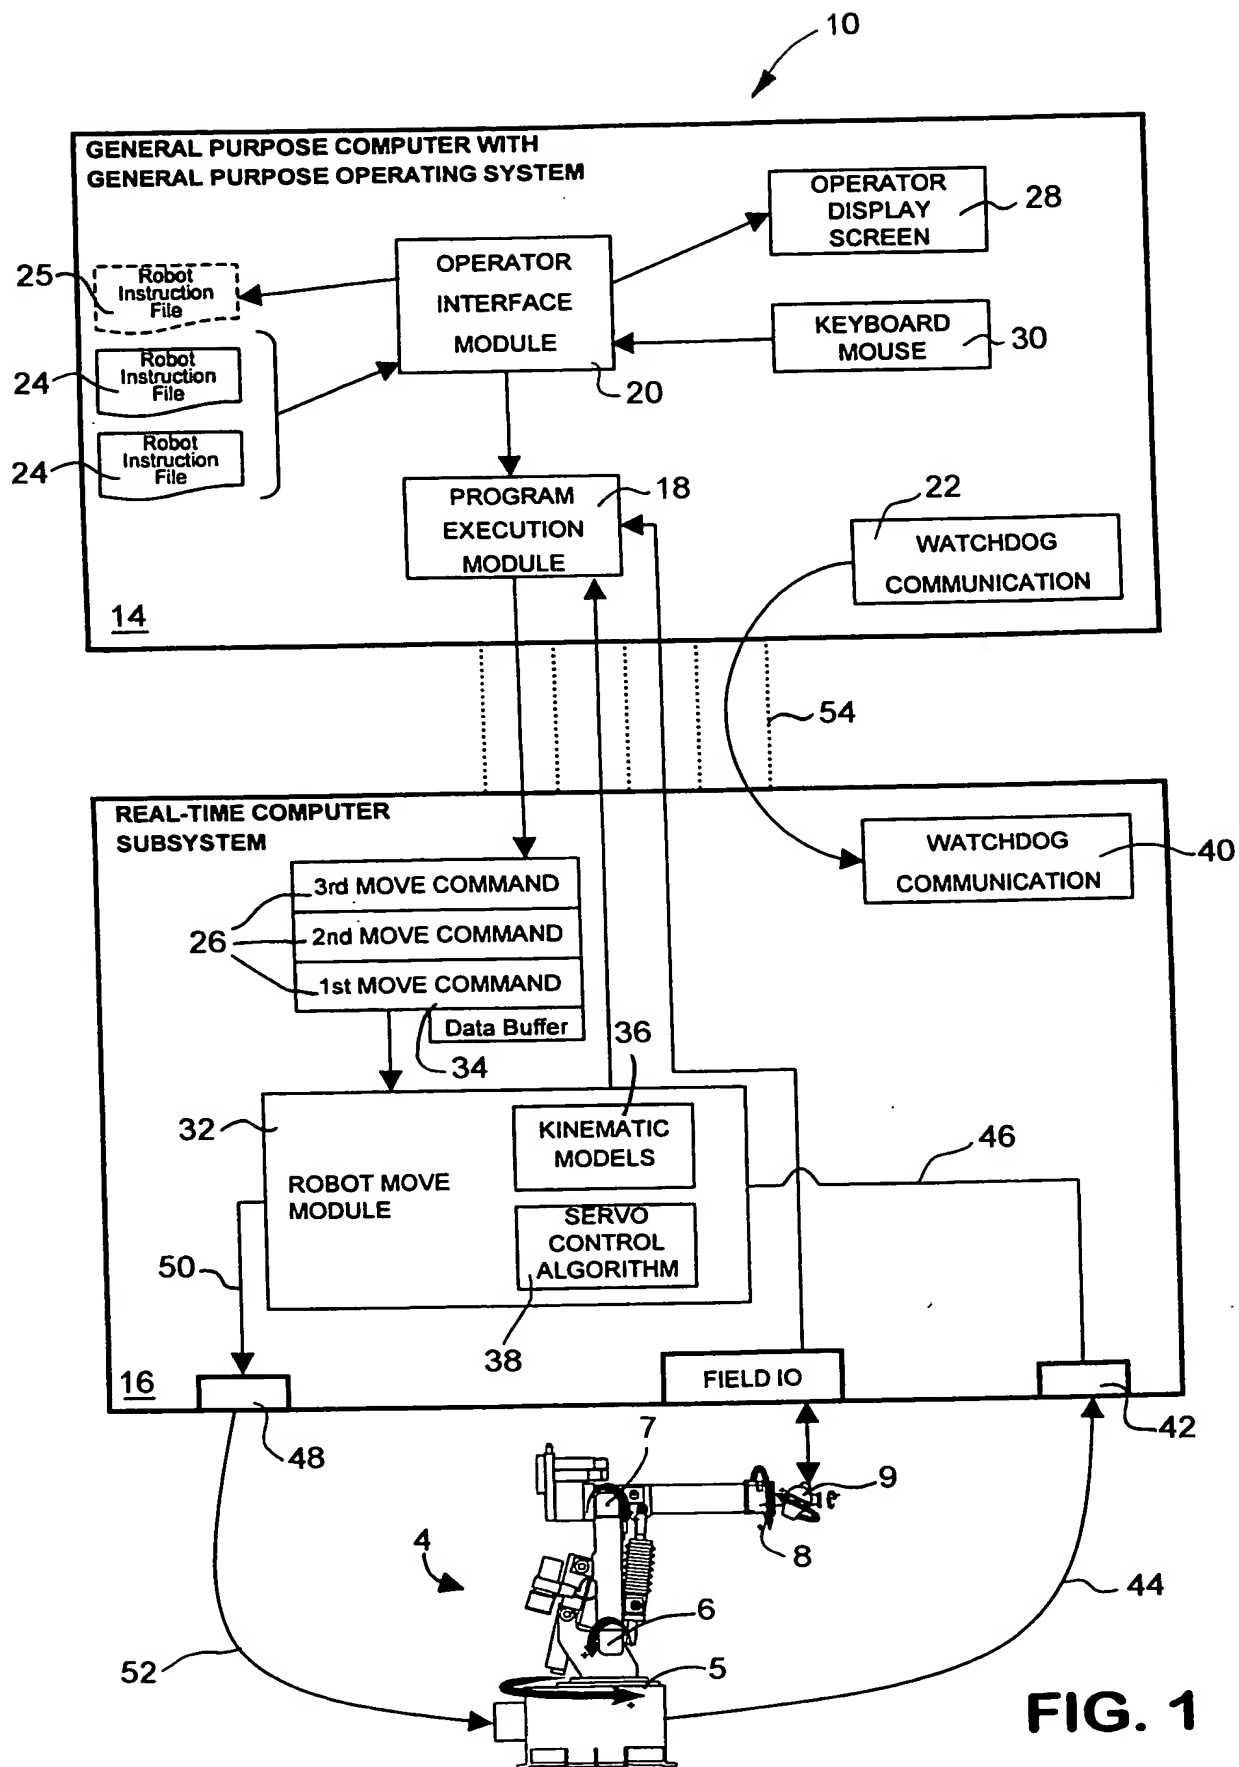 10
GENERAL PURPOSE COMPUTER WITH
GENERAL PURPOSE OPERATING SYSTEM
OPERATOR
DISPLAY
SCREEN
28
25
Robot
Instruction
File
OPERATOR
INTERFACE
MODULE
20
KEYBOARD
MOUSE
30
24
Robot
Instruction
File
24
Robot
Instruction
File
PROGRAM
EXECUTION
MODULE
18
22
WATCHDOG
COMMUNICATION
14
54
REAL-TIME COMPUTER
SUBSYSTEM
WATCHDOG
COMMUNICATION
40
3rd MOVE COMMAND
26
2nd MOVE COMMAND
1st MOVE COMMAND
Data Buffer
34
36
32
KINEMATIC
MODELS
46
ROBOT MOVE
MODULE
SERVO
CONTROL
ALGORITHM
50
38
16
FIELD IO
48
42
7
9
8
4
6
44
52
5
FIG. 1